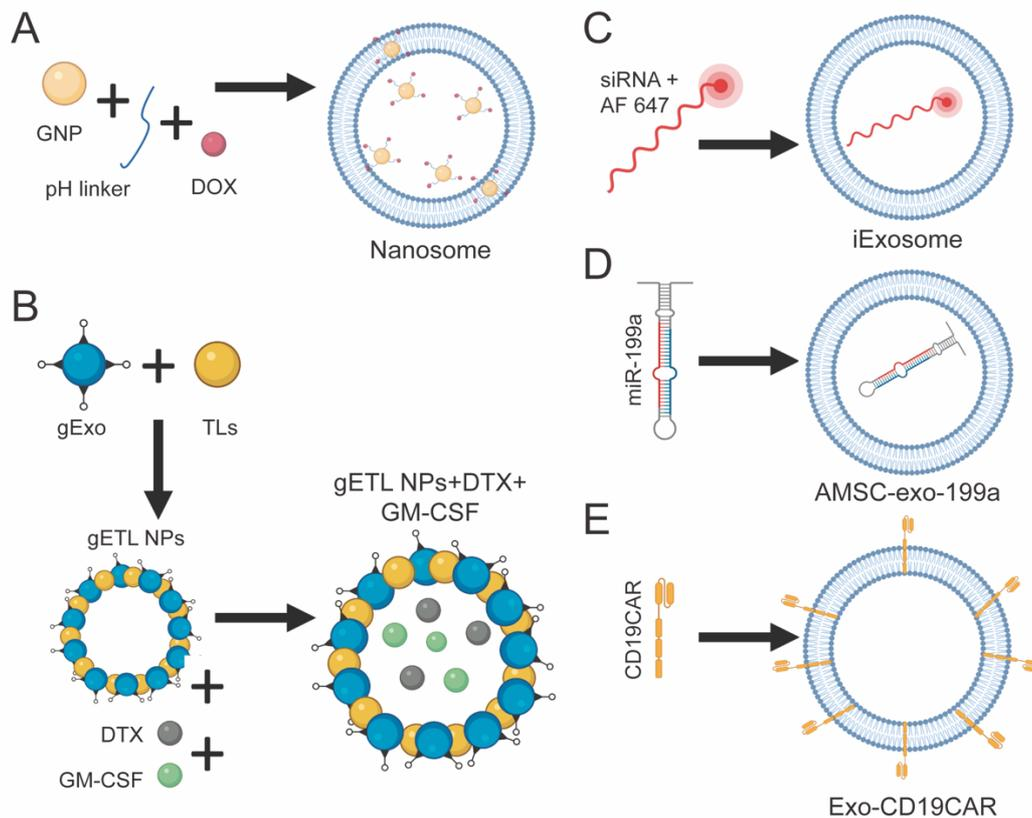 A
GNP
pH linker
DOX
Nanosome
B
gExo
TLs
gETL NPs
DTX
GM-CSF
gETL NPs+DTX+
GM-CSF
C
siRNA +
AF 647
iExosome
D
miR-199a
AMSC-exo-199a
E
CD19CAR
Exo-CD19CAR